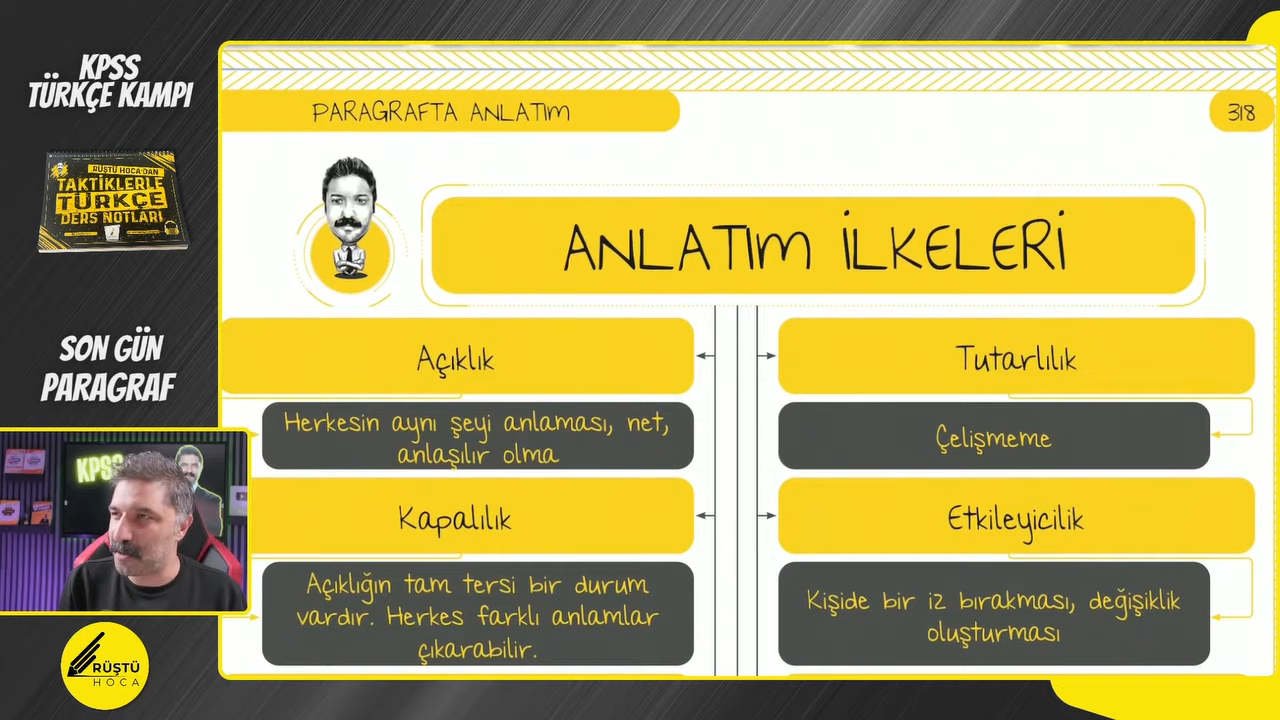 KPSS
TÜRKÇE KAMPI
RÜŞTÜ HOCA'DAN
TAKTİKLERLE
TÜRKÇE
DERS NOTLARI
SON GÜN
PARAGRAF
KPSS
RÜŞTÜ
HOCA
PARAGRAFTA ANLATIM
318
ANLATIM İLKELERİ
Açıklık
Herkesin aynı şeyi anlaması, net,
anlaşılır olma
Kapalılık
Açıklığın tam tersi bir durum
vardır. Herkes farklı anlamlar
çıkarabilir.
Tutarlılık
Çelişmeme
Etkileyicilik
Kişide bir iz bırakması, değişiklik
oluşturması